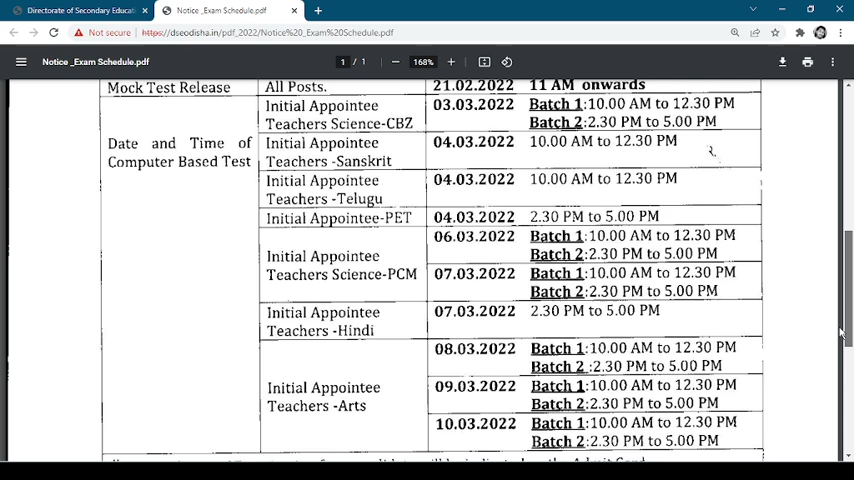 Directorate of Secondary Educat
Notice _Exam Schedule.pdf
Not secure
https://dseodisha.in/pdf_2022/Notice%20_Exam%20Schedule.pdf
Notice _Exam Schedule.pdf
1 / 1
168%
Mock Test Release All Posts. 21.02.2022 11 AM onwards
Date and Time of
Computer Based Test
Initial Appointee
Teachers Science-CBZ
03.03.2022 Batch 1:10.00 AM to 12.30 PM
Batch 2:2.30 PM to 5.00 PM
Initial Appointee
Teachers -Sanskrit
04.03.2022 10.00 AM to 12.30 PM
Initial Appointee
Teachers -Telugu
04.03.2022 10.00 AM to 12.30 PM
Initial Appointee-PET 04.03.2022 2.30 PM to 5.00 PM
Initial Appointee
Teachers Science-PCM
06.03.2022 Batch 1:10.00 AM to 12.30 PM
Batch 2:2.30 PM to 5.00 PM
07.03.2022 Batch 1:10.00 AM to 12.30 PM
Batch 2:2.30 PM to 5.00 PM
Initial Appointee
Teachers -Hindi
07.03.2022 2.30 PM to 5.00 PM
Initial Appointee
Teachers -Arts
08.03.2022 Batch 1:10.00 AM to 12.30 PM
Batch 2 :2.30 PM to 5.00 PM
09.03.2022 Batch 1:10.00 AM to 12.30 PM
Batch 2:2.30 PM to 5.00 PM
10.03.2022 Batch 1:10.00 AM to 12.30 PM
Batch 2:2.30 PM to 5.00 PM